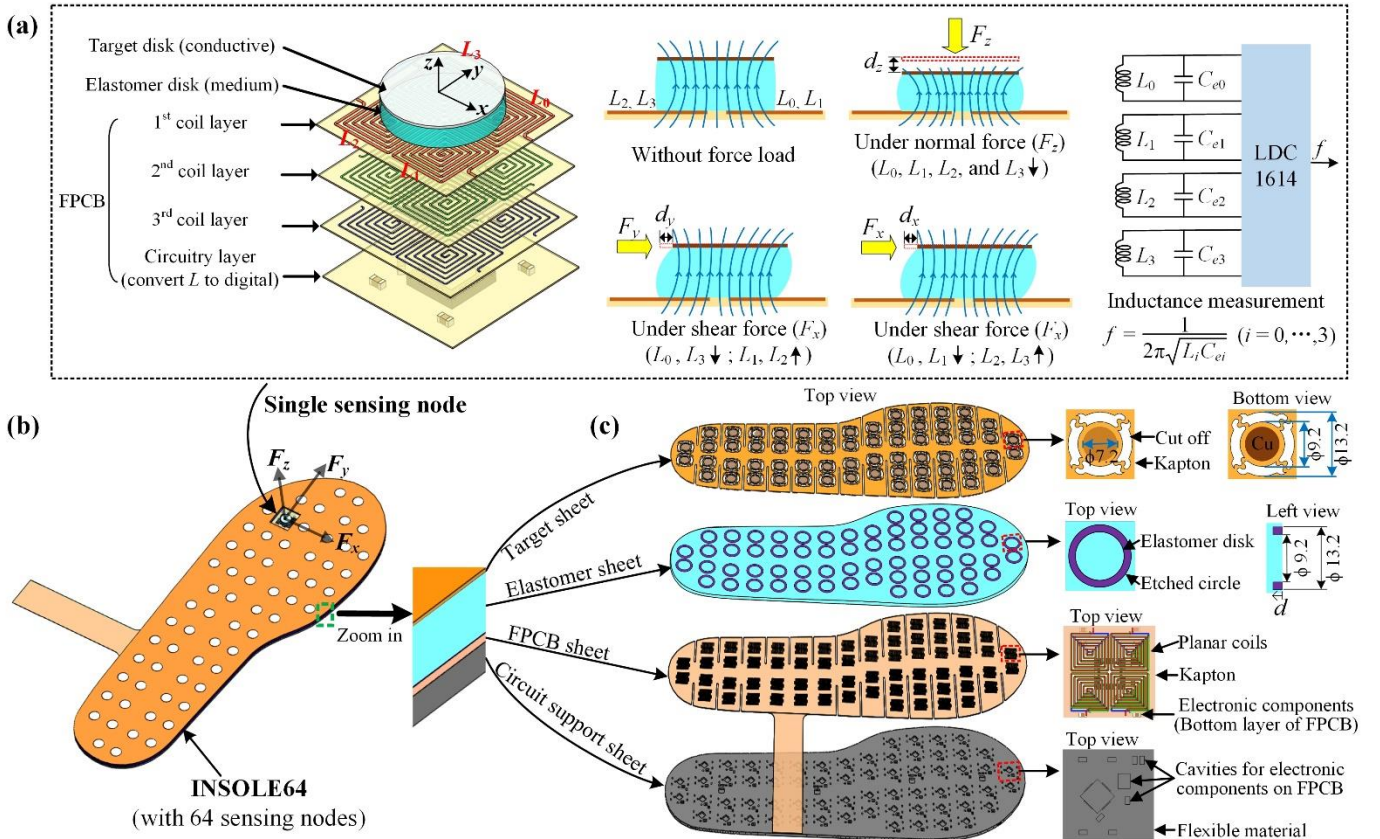 (a)
Target disk (conductive)
Elastomer disk (medium)
FPCB
1st coil layer
2nd coil layer
3rd coil layer
Circuitry layer
(convert L to digital)
L3
L0
L2
L1
z
y
x
L2, L3
L0, L1
Without force load
Fz
dz
Under normal force (Fz)
(L0, L1, L2, and L3↓)
Fy
dy
Under shear force (Fx)
(L0, L3↓; L1, L2↑)
Fx
dx
Under shear force (Fx)
(L0, L1↓; L2, L3↑)
L0
Ce0
L1
Ce1
L2
Ce2
L3
Ce3
LDC
1614
f
Inductance measurement
f = 1 / 2π√LiCei (i = 0,⋯,3)
(b)
Single sensing node
Fz
Fy
Fx
Zoom in
INSOLE64
(with 64 sensing nodes)
Target sheet
Elastomer sheet
FPCB sheet
Circuit support sheet
(c)
Top view
ϕ7.2
Cut off
Kapton
Bottom view
Cu
ϕ9.2
ϕ13.2
Top view
Elastomer disk
Etched circle
Left view
ϕ 9.2
ϕ 13.2
d
Top view
Planar coils
Kapton
Electronic components
(Bottom layer of FPCB)
Top view
Cavities for electronic
components on FPCB
Flexible material